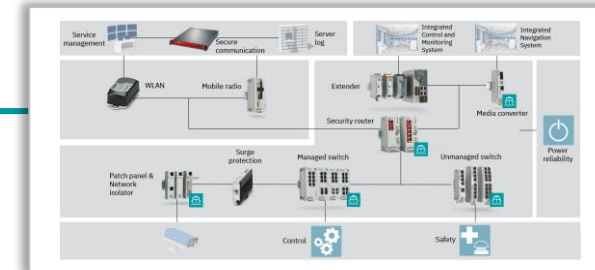 Service
management
Secure
communication
Server
log
Integrated
Control and
Monitoring
System
Integrated
Navigation
System
WLAN
Mobile radio
Extender
Media converter
Security router
Power
reliability
Surge
protection
Managed switch
Unmanaged switch
Patch panel &
Network
isolator
Control
Safety